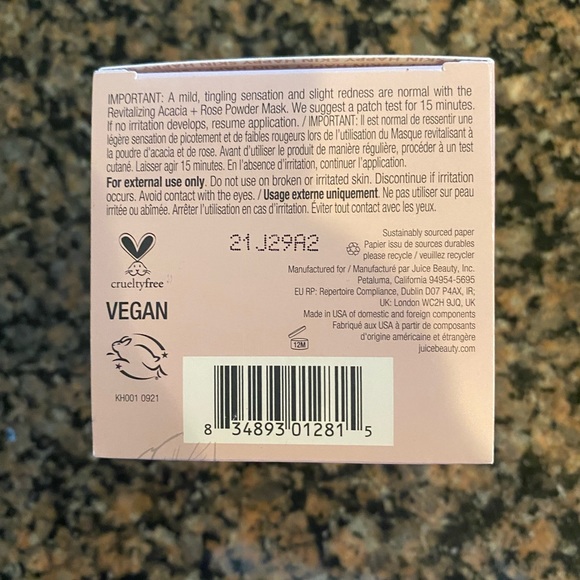 IMPORTANT: A mild, tingling sensation and slight redness are normal with the
Revitalizing Acacia + Rose Powder Mask. We suggest a patch test for 15 minutes.
If no irritation develops, resume application. / IMPORTANT: Il est normal de ressentir une
légère sensation de picotement et de faibles rougeurs lors de l'utilisation du Masque revitalisant à
la poudre d'acacia et de rose. Avant d'utiliser le produit de manière régulière, procéder à un test
cutané. Laisser agir 15 minutes. En l'absence d'irritation, continuer l'application.
For external use only. Do not use on broken or irritated skin. Discontinue if irritation
occurs. Avoid contact with the eyes. / Usage externe uniquement. Ne pas utiliser sur peau
irritée ou abîmée. Arrêter l'utilisation en cas d'irritation. Éviter tout contact avec les yeux.
21J29A2
Sustainably sourced paper
Papier issu de sources durables
please recycle / veuillez recycler
Manufactured for / Manufacturé par Juice Beauty, Inc.
Petaluma, California 94954-5695
EU RP: Repertoire Compliance, Dublin D07 P4AX, IR;
UK: London WC2H 9JQ, UK
Made in USA of domestic and foreign components
Fabriqué aux USA à partir de composants
d'origine américaine et étrangère
juicebeauty.com
crueltyfree
VEGAN
12M
KH001 0921
8 34893 01281 5